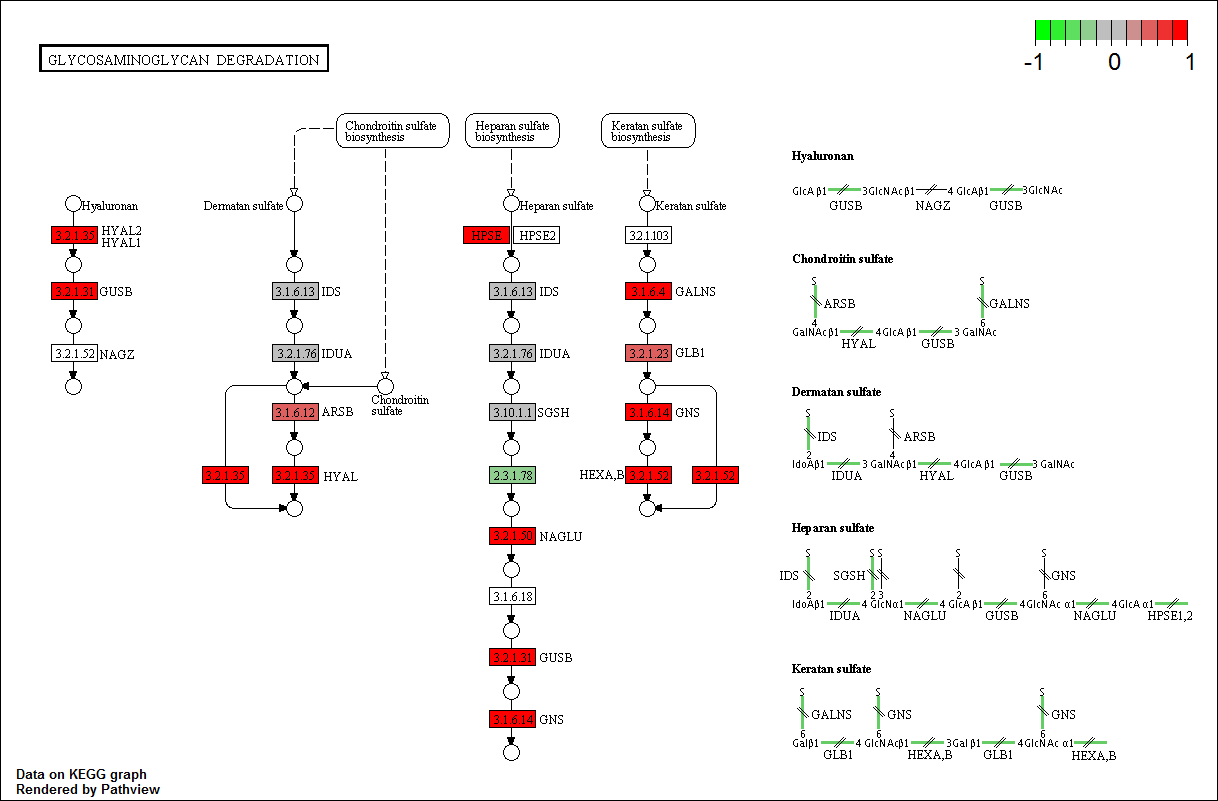 GLYCOSAMINOGLYCAN DEGRADATION
-1 0 1
Chondroitin sulfate
biosynthesis
Heparan sulfate
biosynthesis
Keratan sulfate
biosynthesis
Hyaluronan
Dermatan sulfate
Heparan sulfate
Keratan sulfate
3.2.1.35
HYAL2
HYAL1
HPSE
HPSE2
3.2.1.103
3.2.1.31 GUSB
3.1.6.13 IDS
3.1.6.13 IDS
3.1.6.4 GALNS
3.2.1.52 NAGZ
3.2.1.76 IDUA
3.2.1.76 IDUA
3.2.1.23 GLB1
Chondroitin
sulfate
3.1.6.12 ARSB
3.10.1.1 SGSH
3.1.6.14 GNS
3.2.1.35
3.2.1.35 HYAL
2.3.1.78
HEXA,B 3.2.1.52
3.2.1.52
3.2.1.50 NAGLU
3.1.6.18
3.2.1.31 GUSB
3.1.6.14 GNS
Hyaluronan
GlcA β1 3GlcNAcβ1 4 GlcAβ1 3GlcNAc
GUSB NAGZ GUSB
Chondroitin sulfate
S S
ARSB GALNS
4 6
GalNAcβ1 4GlcA β1 3 GalNAc
HYAL GUSB
Dermatan sulfate
S S
IDS ARSB
2 4
IdoAβ1 3 GalNAcβ1 4GlcA β1 3 GalNAc
IDUA HYAL GUSB
Heparan sulfate
S S S S S
IDS SGSH GNS
2 2 3 2 6
IdoAβ1 4 GlcNα1 4 GlcA β1 4GlcNAc α1 4GlcA α1
IDUA NAGLU GUSB NAGLU HPSE1,2
Keratan sulfate
S S S
GALNS GNS GNS
6 6 6
Galβ1 4 GlcNAcβ1 3Gal β1 4GlcNAc α1
GLB1 HEXA,B GLB1 HEXA,B
Data on KEGG graph
Rendered by Pathview